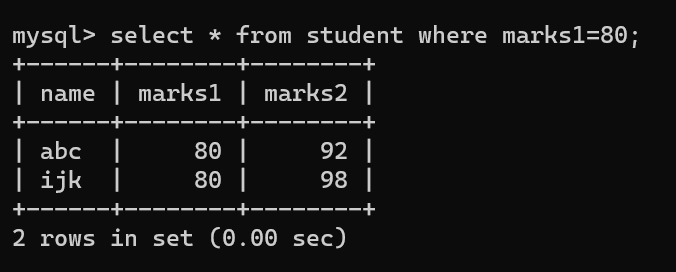 mysql> select * from student where marks1=80;
+------+--------+--------+
| name | marks1 | marks2 |
+------+--------+--------+
| abc  |     80 |     92 |
| ijk  |     80 |     98 |
+------+--------+--------+
2 rows in set (0.00 sec)